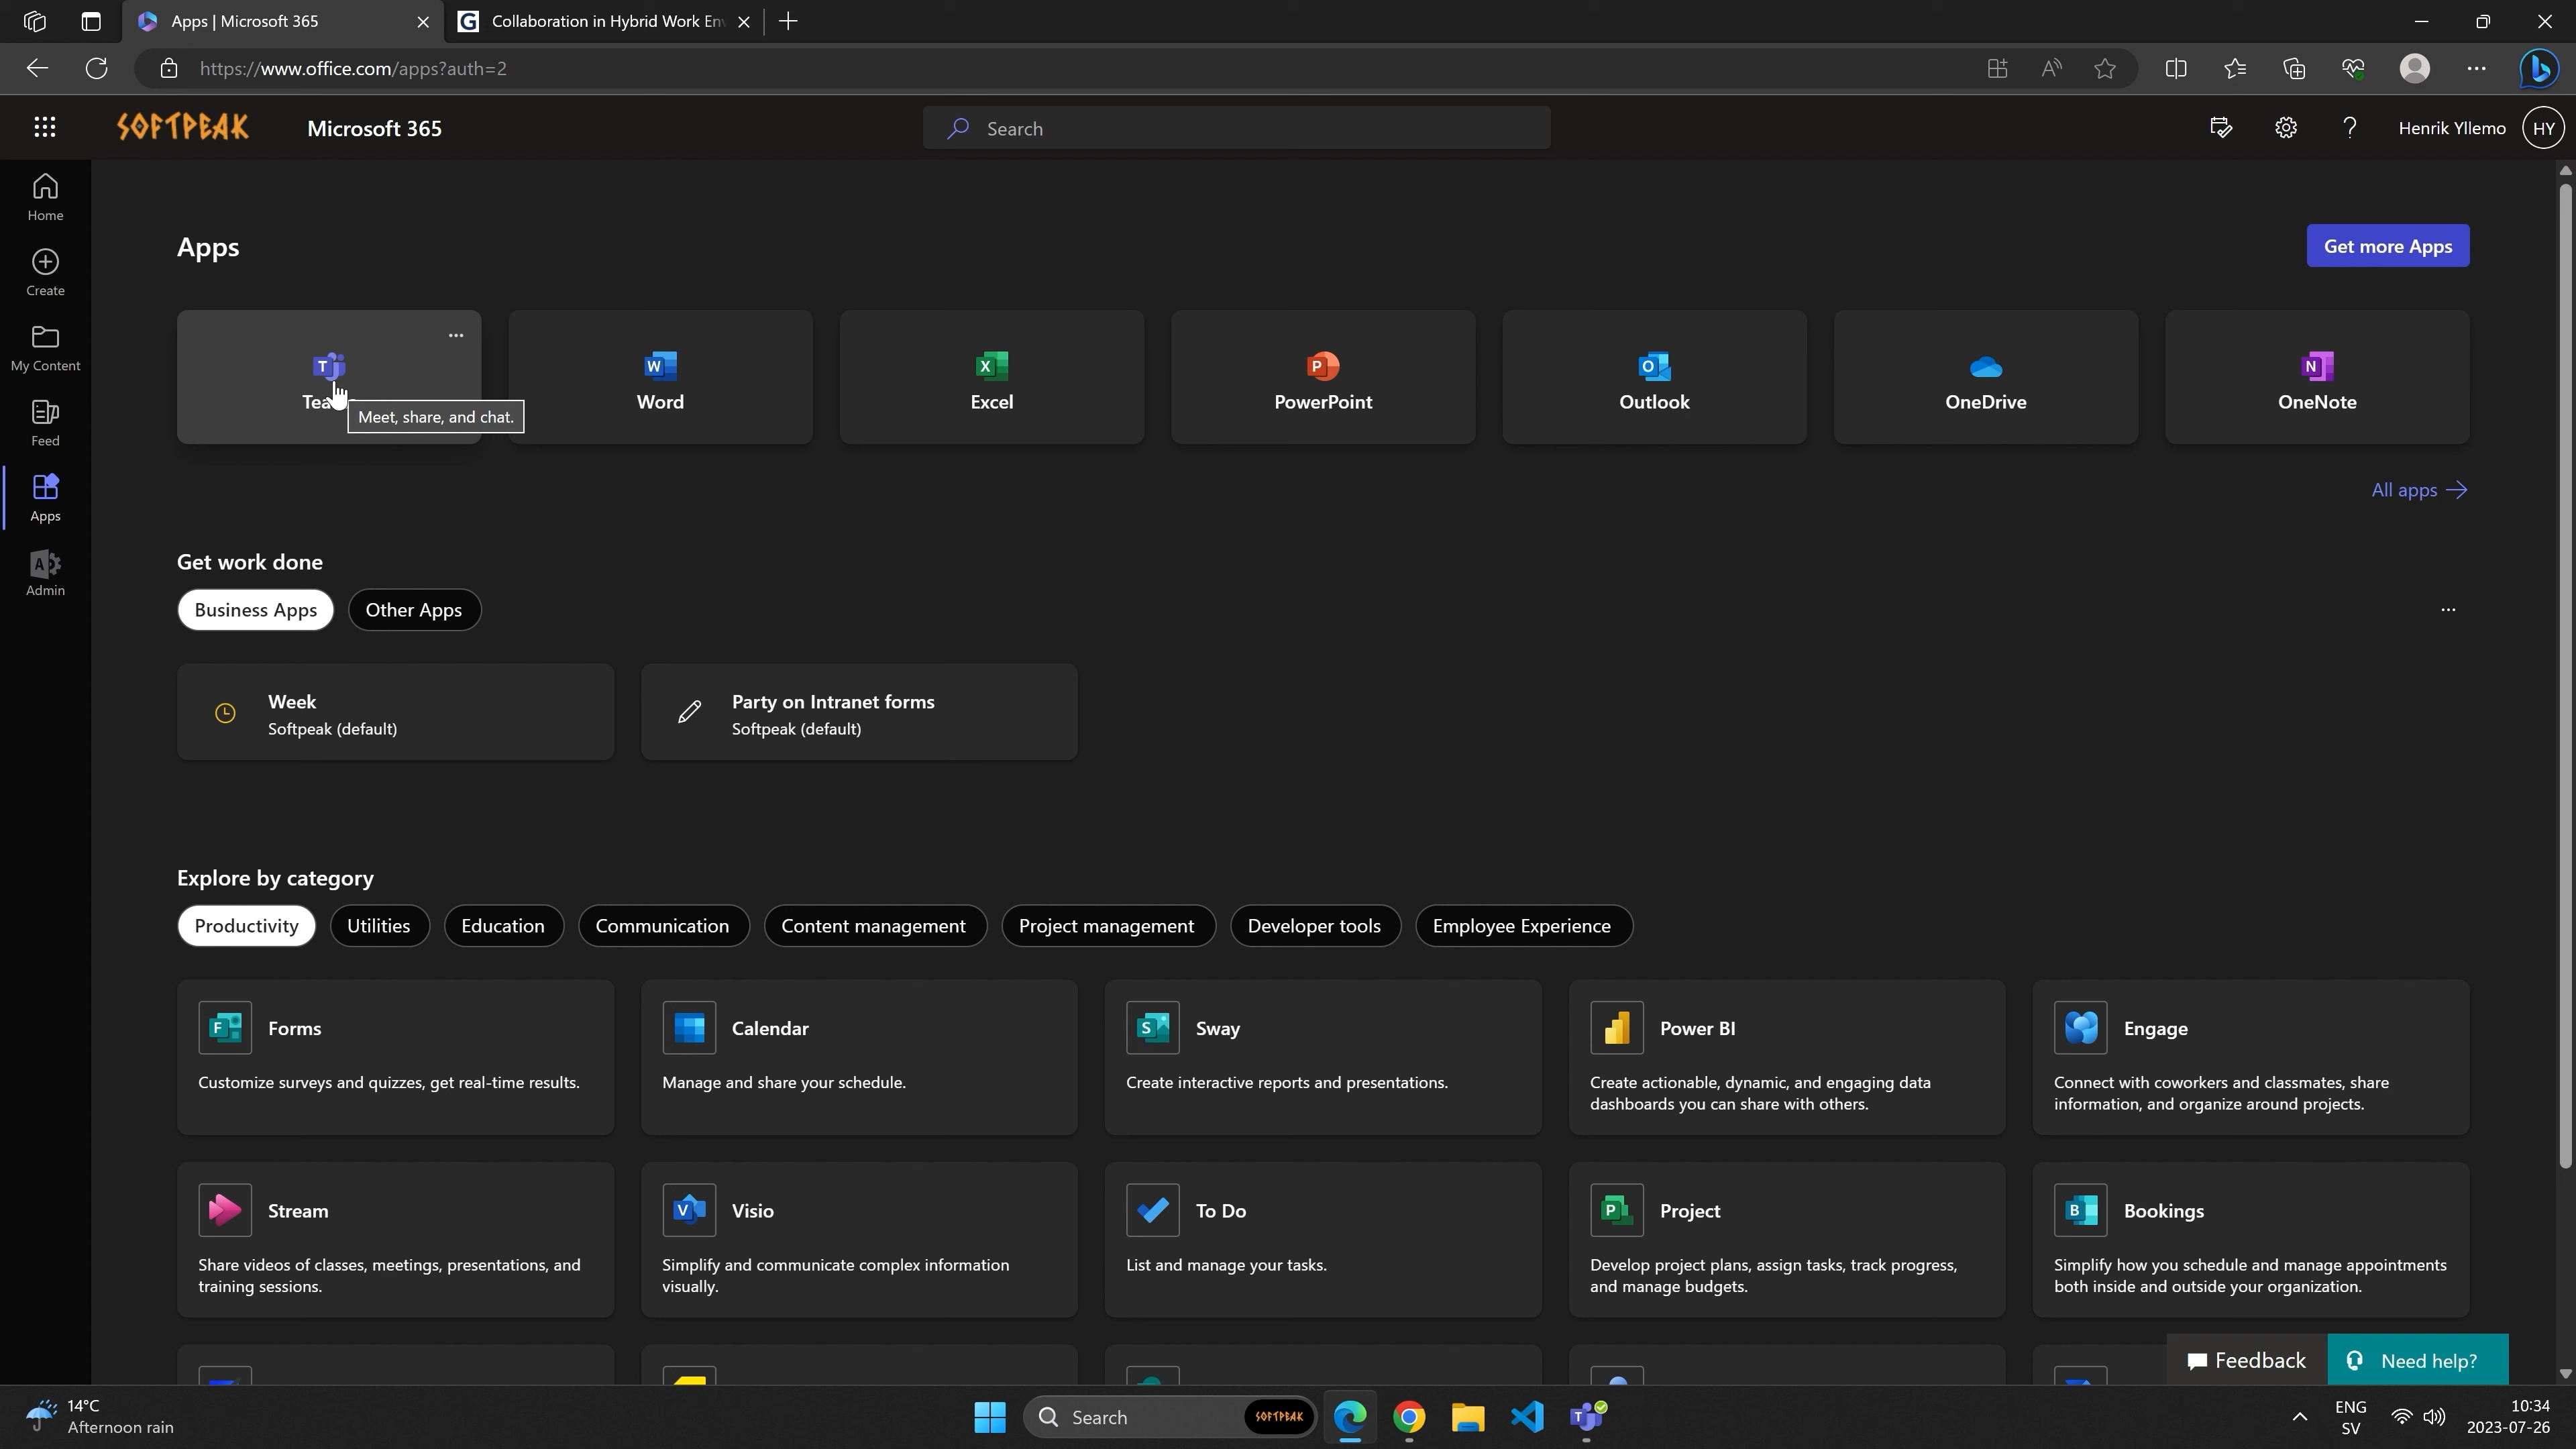 Apps | Microsoft 365
Collaboration in Hybrid Work En
https://www.office.com/apps?auth=2
SOFTPEAK
Microsoft 365
Search
Henrik Yllemo
HY
Home
Create
My Content
Feed
Apps
Admin
Apps
Get more Apps
Word
Excel
PowerPoint
Outlook
OneDrive
OneNote
Meet, share, and chat.
All apps
Get work done
Business Apps
Other Apps
Week
Softpeak (default)
Party on Intranet forms
Softpeak (default)
Explore by category
Productivity
Utilities
Education
Communication
Content management
Project management
Developer tools
Employee Experience
Forms
Customize surveys and quizzes, get real-time results.
Calendar
Manage and share your schedule.
Sway
Create interactive reports and presentations.
Power BI
Create actionable, dynamic, and engaging data
dashboards you can share with others.
Engage
Connect with coworkers and classmates, share
information, and organize around projects.
Stream
Share videos of classes, meetings, presentations, and
training sessions.
Visio
Simplify and communicate complex information
visually.
To Do
List and manage your tasks.
Project
Develop project plans, assign tasks, track progress,
and manage budgets.
Bookings
Simplify how you schedule and manage appointments
both inside and outside your organization.
Feedback
Need help?
14°C
Afternoon rain
Search
SOFTPEAK
ENG
SV
10:34
2023-07-26